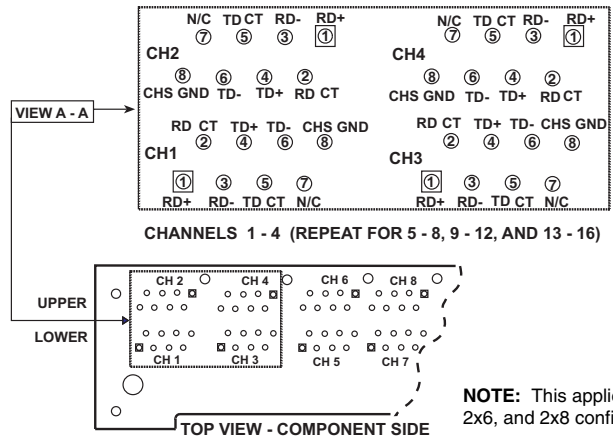 N/C TD CT RD- RD+ N/C TD CT RD- RD+
7 5 3 1 7 5 3 1
CH2 CH4
8 6 4 2 8 6 4 2
CHS GND TD- TD+ RD CT CHS GND TD- TD+ RD CT
VIEW A - A
RD CT TD+ TD- CHS GND RD CT TD+ TD- CHS GND
2 4 6 8 2 4 6 8
CH1 CH3
1 3 5 7 1 3 5 7
RD+ RD- TD CT N/C RD+ RD- TD CT N/C
CHANNELS 1 - 4 (REPEAT FOR 5 - 8, 9 - 12, AND 13 - 16)
CH 2 CH 4 CH 6 CH 8
UPPER
LOWER
CH 1 CH 3 CH 5 CH 7
NOTE: This applie
2x6, and 2x8 confi
TOP VIEW - COMPONENT SIDE